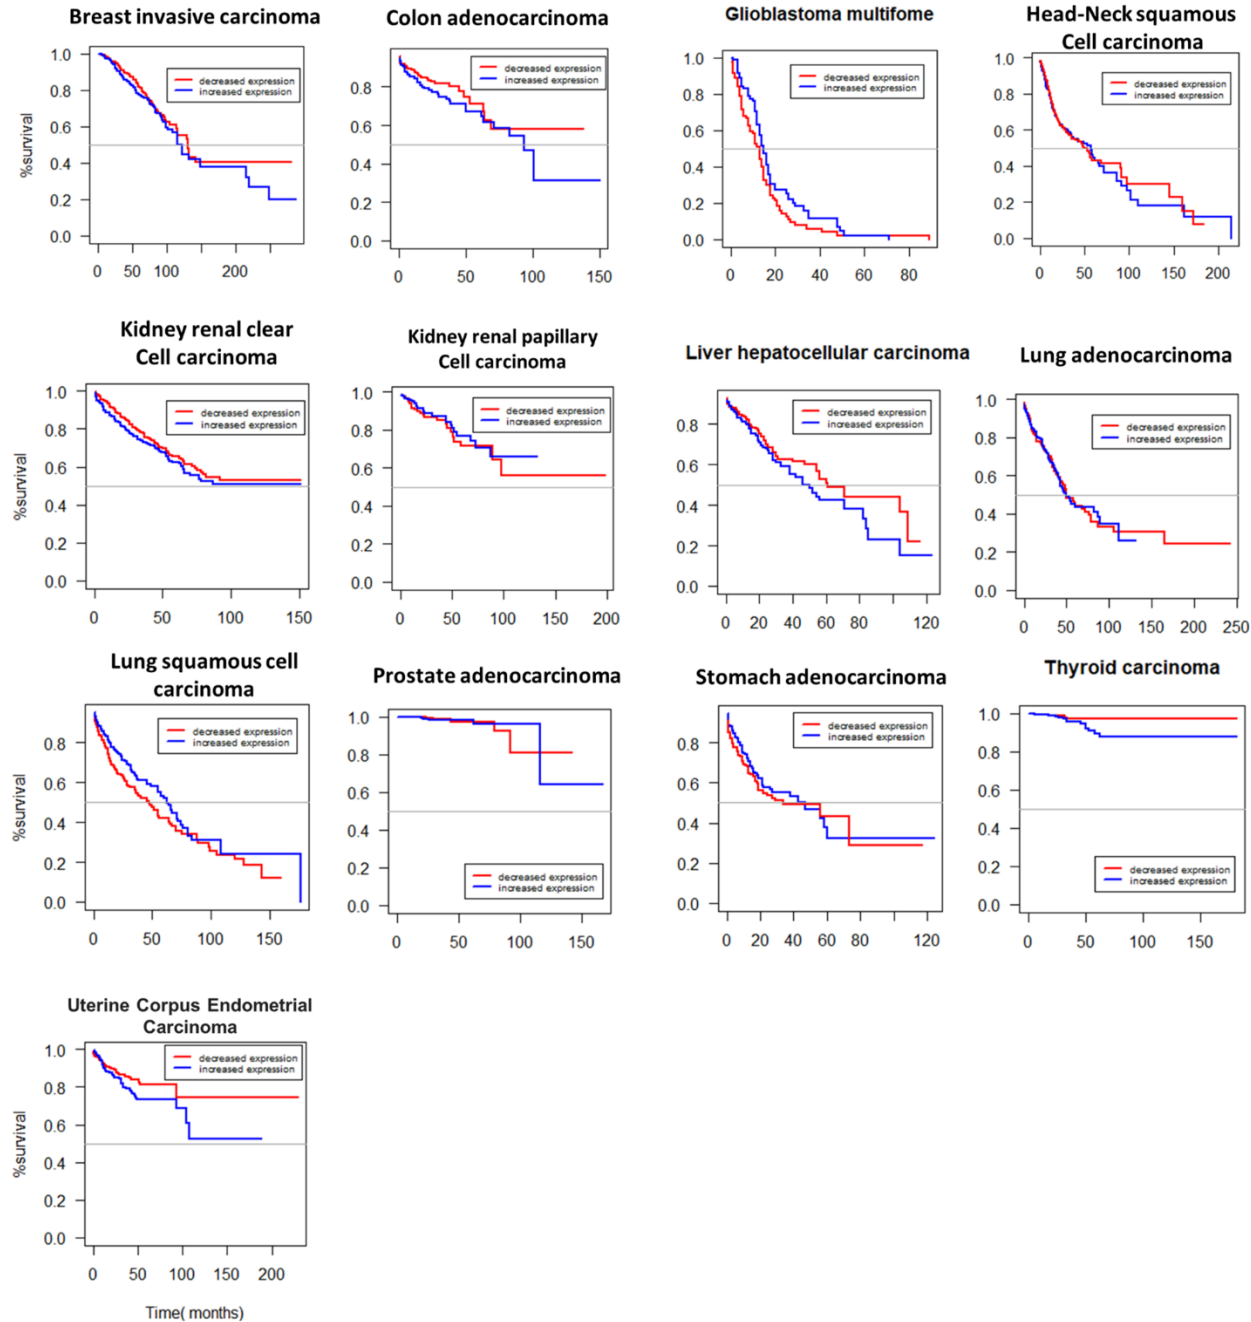 Breast invasive carcinoma
%survival
1.0
0.8
0.6
0.4
0.2
0.0
decreased expression
increased expression
0 50 100 200
Colon adenocarcinoma
0.8
0.6
0.4
0.2
0.0
decreased expression
increased expression
0 50 100 150
Glioblastoma multifome
1.0
0.8
0.6
0.4
0.2
0.0
decreased expression
increased expression
0 20 40 60 80
Head-Neck squamous
Cell carcinoma
1.0
0.8
0.6
0.4
0.2
0.0
decreased expression
increased expression
0 50 100 150 200
Kidney renal clear
Cell carcinoma
%survival
1.0
0.8
0.6
0.4
0.2
0.0
decreased expression
increased expression
0 50 100 150
Kidney renal papillary
Cell carcinoma
1.0
0.8
0.6
0.4
0.2
0.0
decreased expression
increased expression
0 50 100 150 200
Liver hepatocellular carcinoma
0.8
0.6
0.4
0.2
0.0
decreased expression
increased expression
0 20 40 60 80 120
Lung adenocarcinoma
1.0
0.8
0.6
0.4
0.2
0.0
decreased expression
increased expression
0 50 100 150 200 250
Lung squamous cell
carcinoma
%survival
0.8
0.6
0.4
0.2
0.0
decreased expression
increased expression
0 50 100 150
Prostate adenocarcinoma
1.0
0.8
0.6
0.4
0.2
0.0
decreased expression
increased expression
0 50 100 150
Stomach adenocarcinoma
0.8
0.6
0.4
0.2
0.0
decreased expression
increased expression
0 20 40 60 80 120
Thyroid carcinoma
1.0
0.8
0.6
0.4
0.2
0.0
decreased expression
increased expression
0 50 100 150
Uterine Corpus Endometrial
Carcinoma
%survival
1.0
0.8
0.6
0.4
0.2
0.0
decreased expression
increased expression
0 50 100 150 200
Time( months)